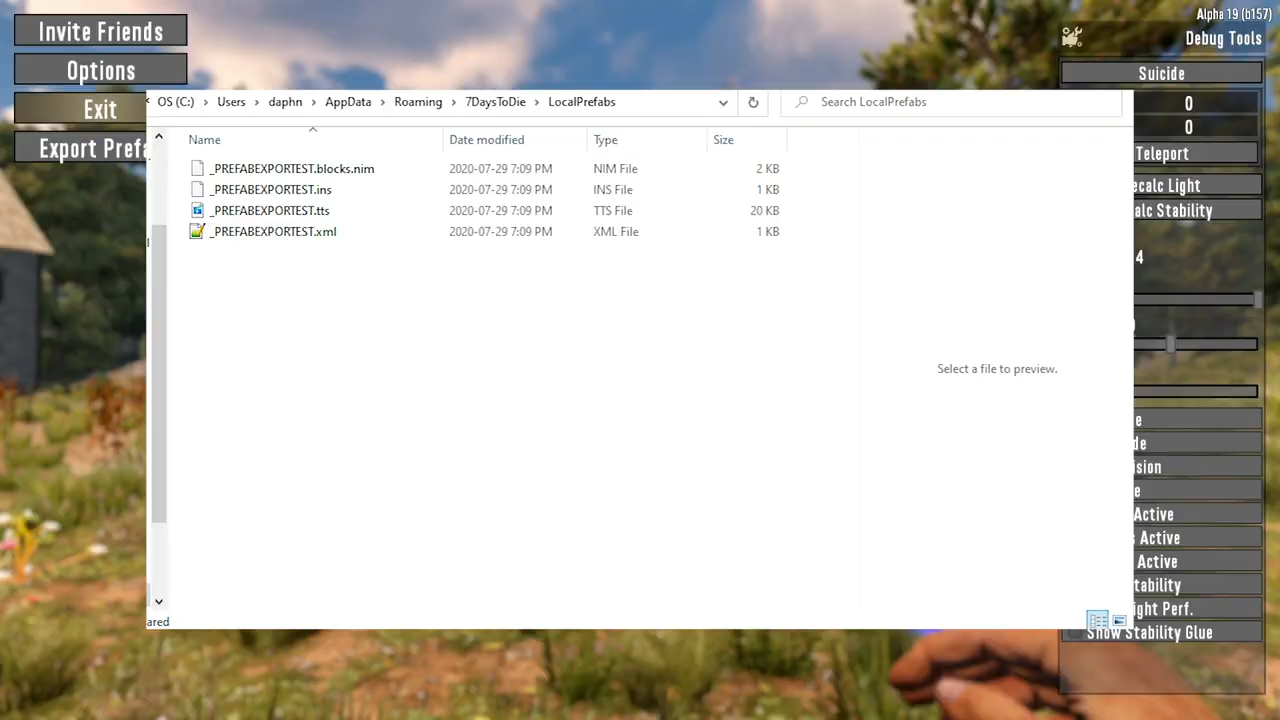 Alpha 19 (b157)
Invite Friends
Debug Tools
Options
Suicide
Exit
OS (C:) > Users > daphn > AppData > Roaming > 7DaysToDie > LocalPrefabs
Search LocalPrefabs
0
0
Export Prefa
Name Date modified Type Size
Teleport
_PREFABEXPORTEST.blocks.nim 2020-07-29 7:09 PM NIM File 2 KB
ecalc Light
_PREFABEXPORTEST.ins 2020-07-29 7:09 PM INS File 1 KB
alc Stability
_PREFABEXPORTEST.tts 2020-07-29 7:09 PM TTS File 20 KB
_PREFABEXPORTEST.xml 2020-07-29 7:09 PM XML File 1 KB
4
Select a file to preview.
e
de
ision
e
Active
s Active
Active
tability
ight Perf.
ared
Show Stability Glue